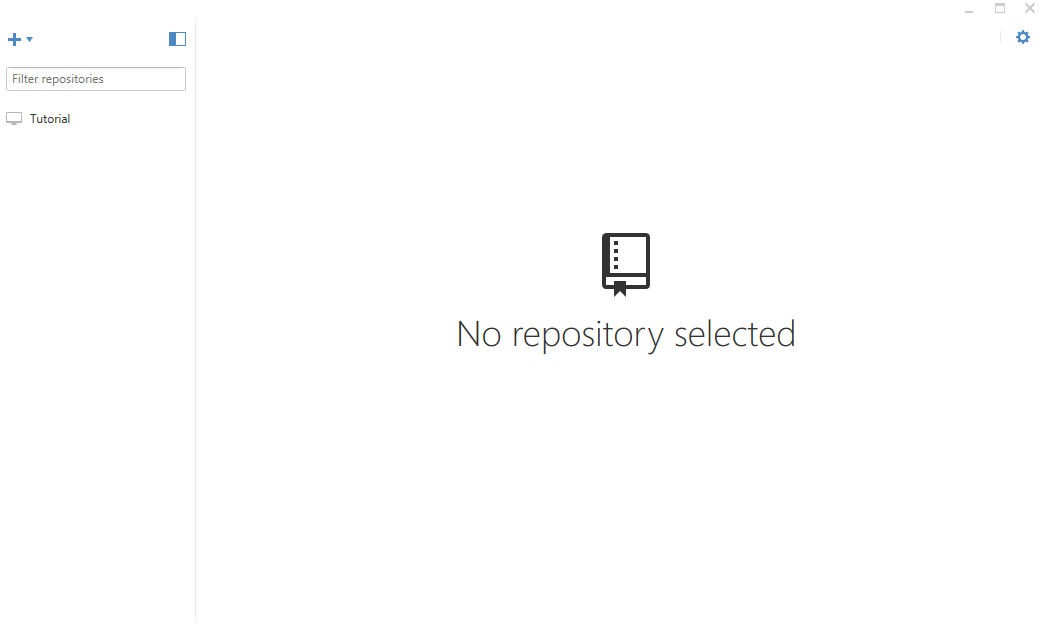 Filter repositories
Tutorial
No repository selected